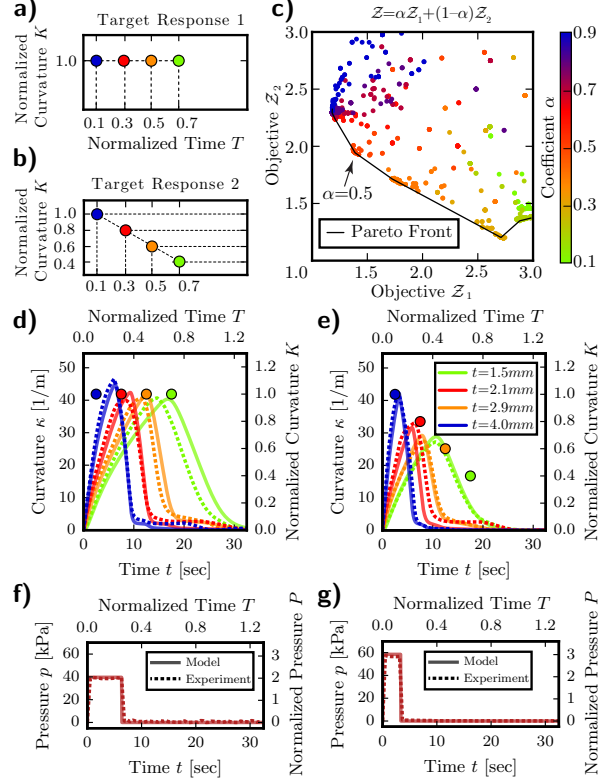 a)
Target Response 1
Normalized
Curvature K
1.0
0.1 0.3 0.5 0.7
Normalized Time T
b)
Target Response 2
Normalized
Curvature K
1.0
0.8
0.6
0.4
0.1 0.3 0.5 0.7
c)
𝒵=α𝒵₁+(1−α)𝒵₂
Objective 𝒵₂
3.0
2.6
2.2
1.8
1.4
1.0
α=0.5
Pareto Front
1.0 1.4 1.8 2.2 2.6 3.0
Objective 𝒵₁
Coefficient α
0.9
0.7
0.5
0.3
0.1
d)
Normalized Time T
0.0 0.4 0.8 1.2
Curvature κ [1/m]
50
40
30
20
10
0
Normalized Curvature K
1.2
1.0
0.8
0.6
0.4
0.2
0.0
0 10 20 30
Time t [sec]
e)
Normalized Time T
0.0 0.4 0.8 1.2
Curvature κ [1/m]
50
40
30
20
10
0
t=1.5mm
t=2.1mm
t=2.9mm
t=4.0mm
Normalized Curvature K
1.2
1.0
0.8
0.6
0.4
0.2
0.0
0 10 20 30
Time t [sec]
f)
Normalized Time T
0.0 0.4 0.8 1.2
Pressure p [kPa]
60
40
20
0
Model
Experiment
Normalized Pressure P
3
2
1
0
0 10 20 30
Time t [sec]
g)
Normalized Time T
0.0 0.4 0.8 1.2
Pressure p [kPa]
60
40
20
0
Model
Experiment
Normalized Pressure P
3
2
1
0
0 10 20 30
Time t [sec]